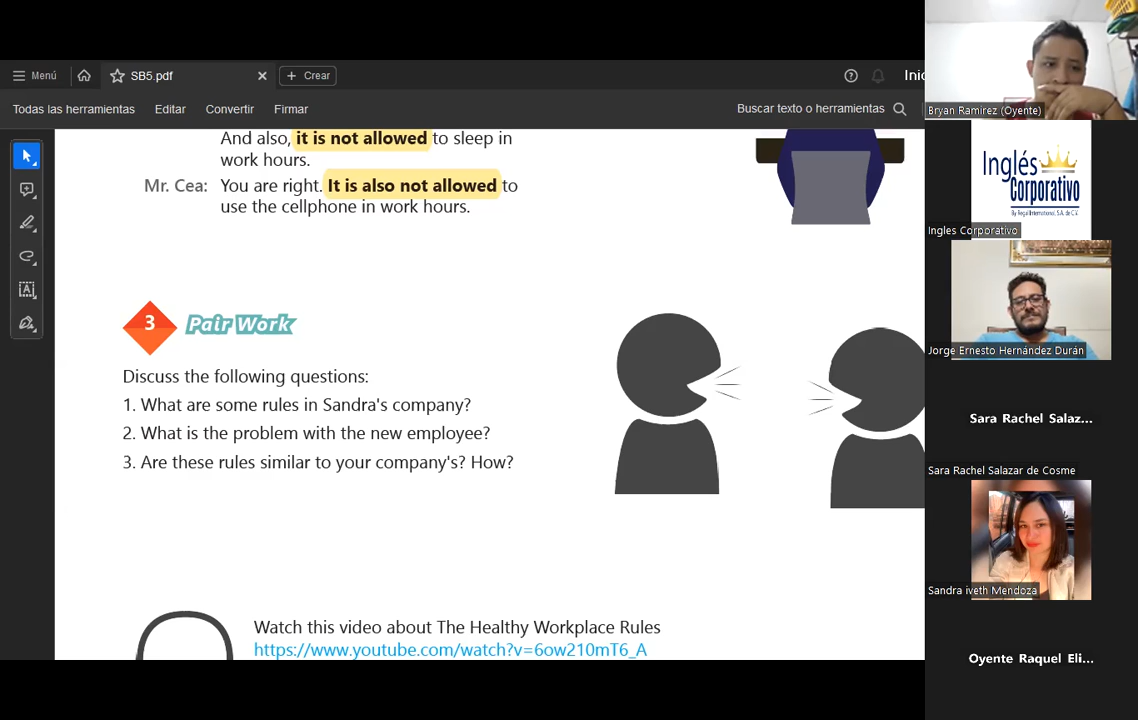 Menú
SB5.pdf
Crear
Inic
Todas las herramientas
Editar
Convertir
Firmar
Buscar texto o herramientas
And also, it is not allowed to sleep in
work hours.
Mr. Cea: You are right. It is also not allowed to
use the cellphone in work hours.
3 Pair Work
Discuss the following questions:
1. What are some rules in Sandra's company?
2. What is the problem with the new employee?
3. Are these rules similar to your company's? How?
Watch this video about The Healthy Workplace Rules
https://www.youtube.com/watch?v=6ow210mT6_A
Bryan Ramirez (Oyente)
Inglés
Corporativo
By Regal International, S.A. de C.V.
Ingles Corporativo
Jorge Ernesto Hernández Durán
Sara Rachel Salaz...
Sara Rachel Salazar de Cosme
Sandra iveth Mendoza
Oyente Raquel Eli...